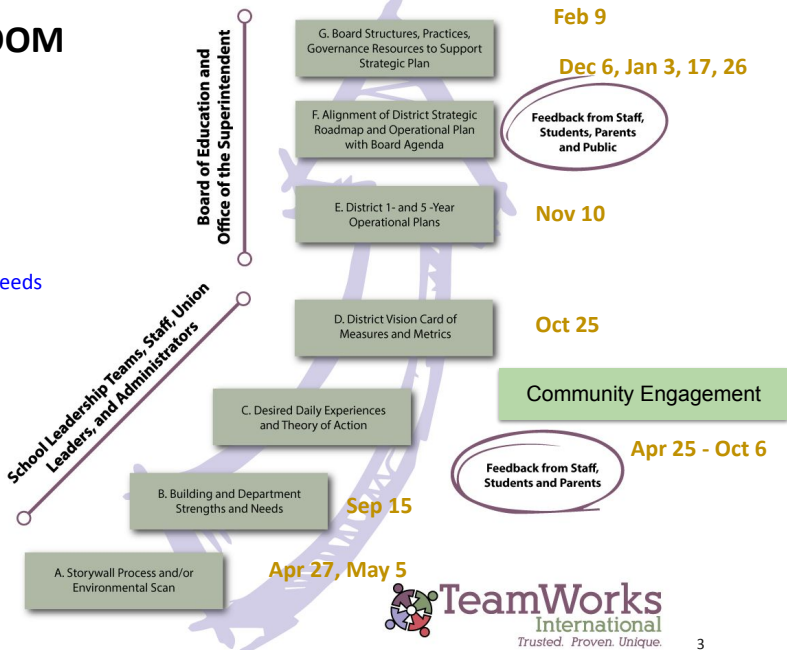 OOM
eeds
Board of Education and
Office of the Superintendent
G. Board Structures, Practices,
Governance Resources to Support
Strategic Plan
Feb 9
Dec 6, Jan 3, 17, 26
F. Alignment of District Strategic
Roadmap and Operational Plan
with Board Agenda
Feedback from Staff,
Students, Parents
and Public
E. District 1- and 5 -Year
Operational Plans
Nov 10
School Leadership Teams, Staff, Union
Leaders, and Administrators
D. District Vision Card of
Measures and Metrics
Oct 25
Community Engagement
C. Desired Daily Experiences
and Theory of Action
Apr 25 - Oct 6
Feedback from Staff,
Students and Parents
B. Building and Department
Strengths and Needs
Sep 15
A. Storywall Process and/or
Environmental Scan
Apr 27, May 5
TeamWorks
International
Trusted. Proven. Unique.
3